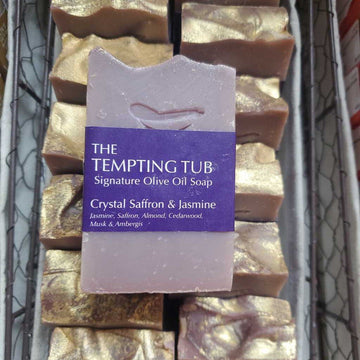 THE
TEMPTING TUB
Signature Olive Oil Soap
Crystal Saffron & Jasmine
Jasmine, Saffron, Almond, Cedarwood,
Musk & Ambergis